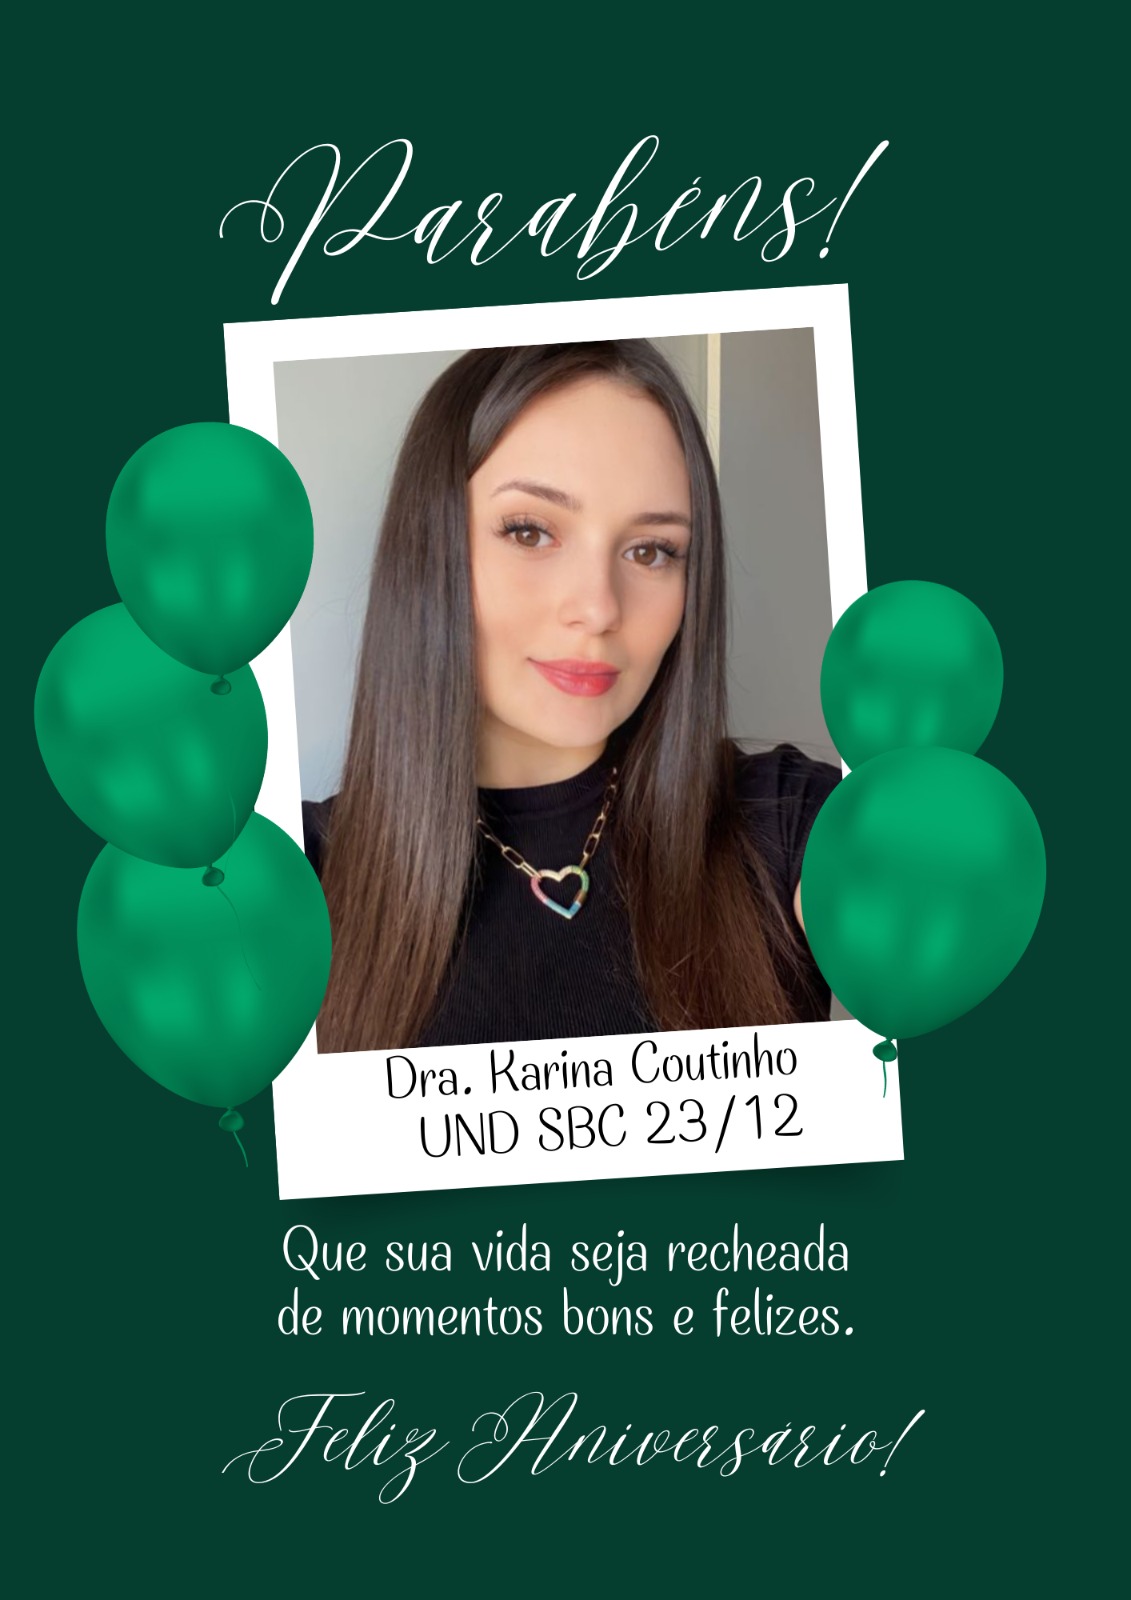 Parabéns!
Dra. Karina Coutinho
UND SBC 23/12
Que sua vida seja recheada
de momentos bons e felizes.
Feliz Aniversário!